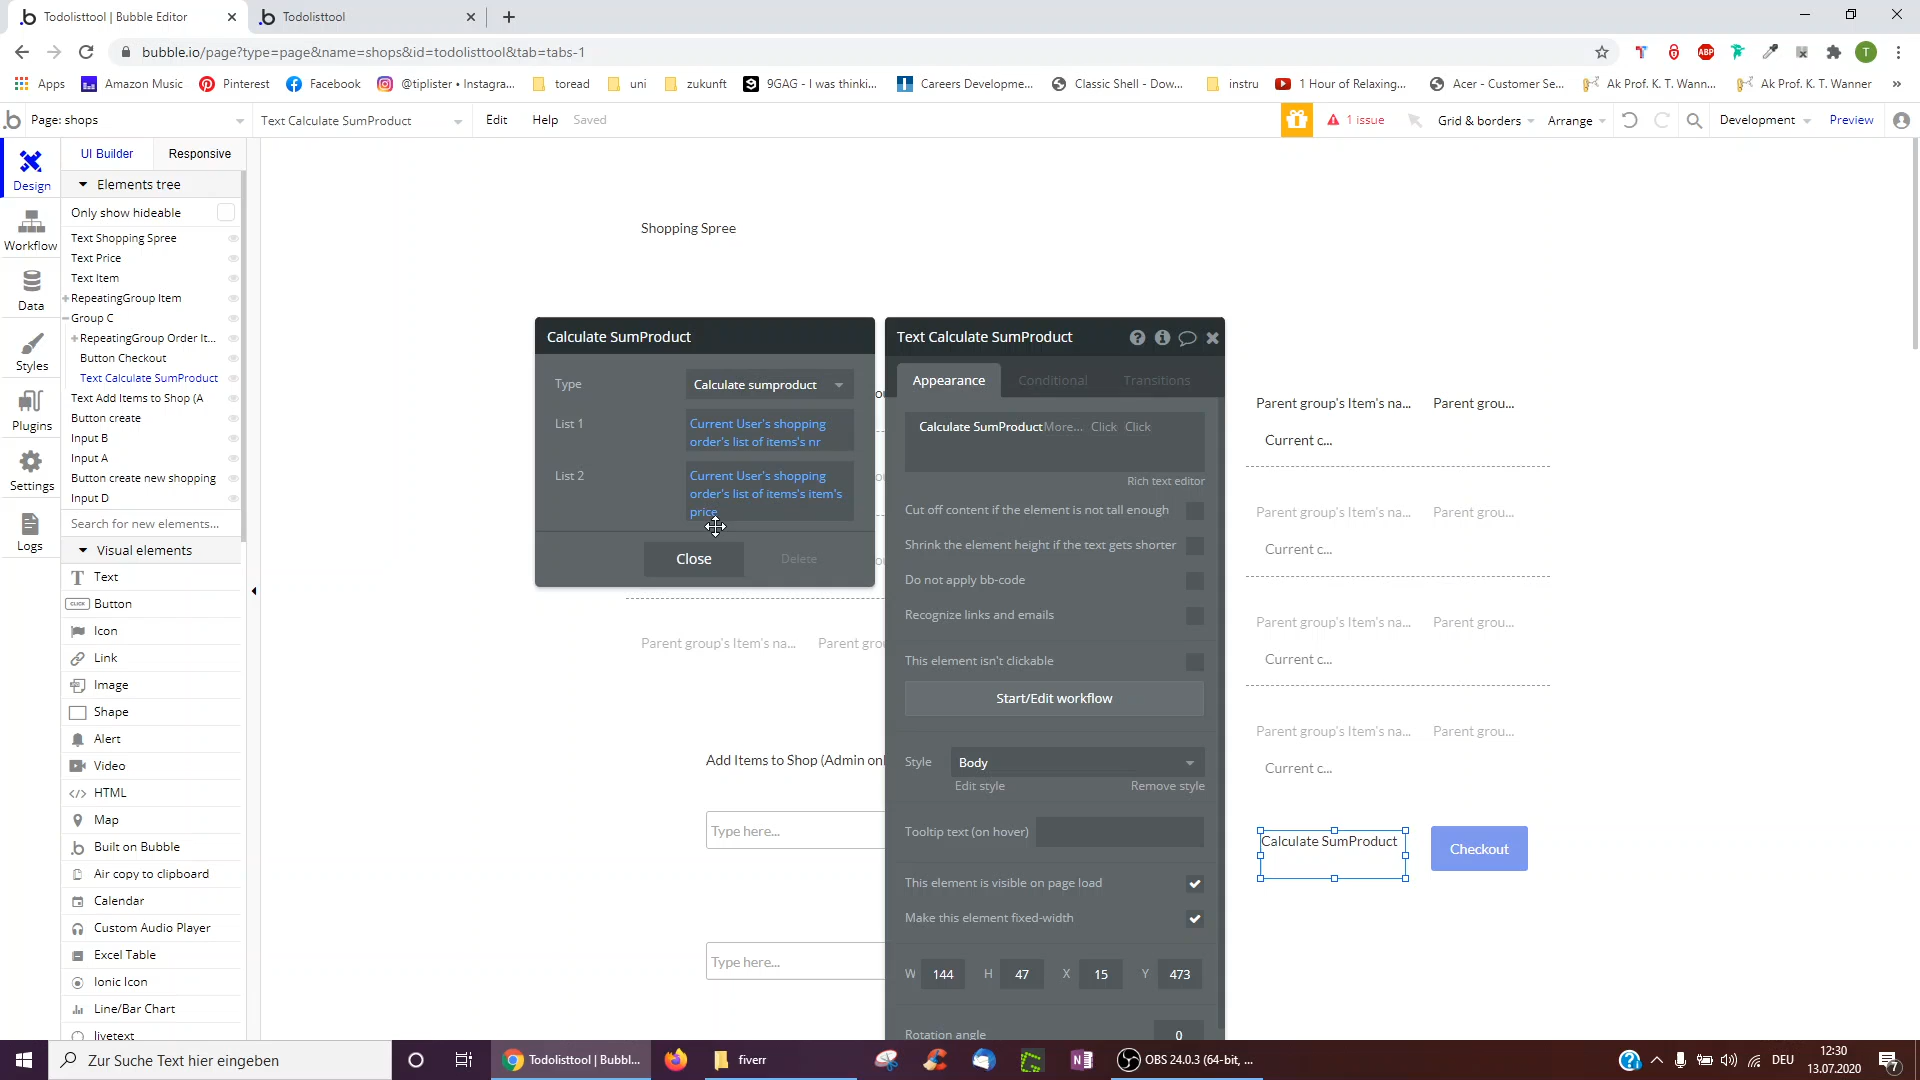 Todolisttool | Bubble Editor
Todolisttool
bubble.io/page?type=page&name=shops&id=todolisttool&tab=tabs-1
ABP
T
Apps
Amazon Music
Pinterest
Facebook
@tiplister • Instagra...
toread
uni
zukunft
9GAG - I was thinki...
Careers Developme...
Classic Shell - Dow...
instru
1 Hour of Relaxing...
Acer - Customer Se...
Ak Prof. K. T. Wann...
Ak Prof. K. T. Wanner
»
Page: shops
Text Calculate SumProduct
Edit
Help
Saved
1 issue
Grid & borders
Arrange
Development
Preview
Design
Workflow
Data
Styles
Plugins
Settings
Logs
UI Builder
Responsive
Elements tree
Only show hideable
Text Shopping Spree
Text Price
Text Item
RepeatingGroup Item
Group C
RepeatingGroup Order It...
Button Checkout
Text Calculate SumProduct
Text Add Items to Shop (A
Button create
Input B
Input A
Button create new shopping
Input D
Search for new elements...
Visual elements
Text
CLICK Button
Icon
Link
Image
Shape
Alert
Video
</> HTML
Map
Built on Bubble
Air copy to clipboard
Calendar
Custom Audio Player
Excel Table
Ionic Icon
Line/Bar Chart
livetext
Shopping Spree
Calculate SumProduct
Type
Calculate sumproduct
List 1
Current User's shopping
order's list of items's nr
List 2
Current User's shopping
order's list of items's item's
price
Close
Delete
Parent group's Item's na...
Parent grou
Add Items to Shop (Admin onl
Type here...
Type here...
Text Calculate SumProduct
Appearance
Conditional
Transitions
Calculate SumProductMore... Click Click
Rich text editor
Cut off content if the element is not tall enough
Shrink the element height if the text gets shorter
Do not apply bb-code
Recognize links and emails
This element isn't clickable
Start/Edit workflow
Style
Body
Edit style
Remove style
Tooltip text (on hover)
This element is visible on page load
Make this element fixed-width
W 144 H 47 X 15 Y 473
Rotation angle 0
Parent group's Item's na... Parent grou...
Current c...
Parent group's Item's na... Parent grou...
Current c...
Parent group's Item's na... Parent grou...
Current c...
Parent group's Item's na... Parent grou...
Current c...
Calculate SumProduct
Checkout
Zur Suche Text hier eingeben
Todolisttool | Bubbl...
fiverr
OBS 24.0.3 (64-bit, ...
DEU
12:30
13.07.2020
7